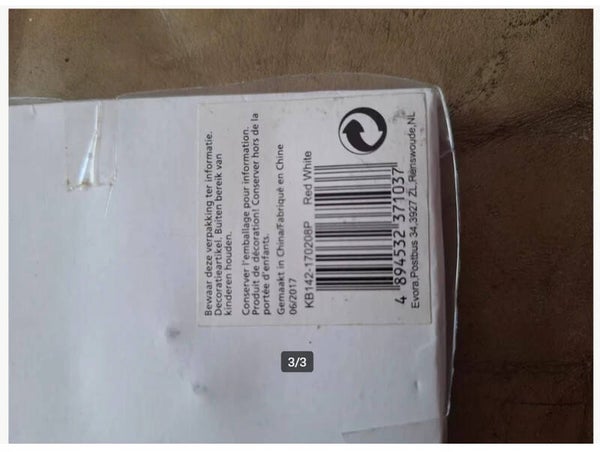 Bewaar deze verpakking ter informatie.
Decoratieartikel. Buiten bereik van
kinderen houden.
Conserver l'emballage pour information.
Produit de décoration! Conserver hors de la
portée d'enfants.
Gemaakt in China/Fabriqué en Chine
06/2017
KB142-170208P Red White
4 894532 371037
Evora,Postbus 34,3927 ZL,Renswoude,NL
3/3